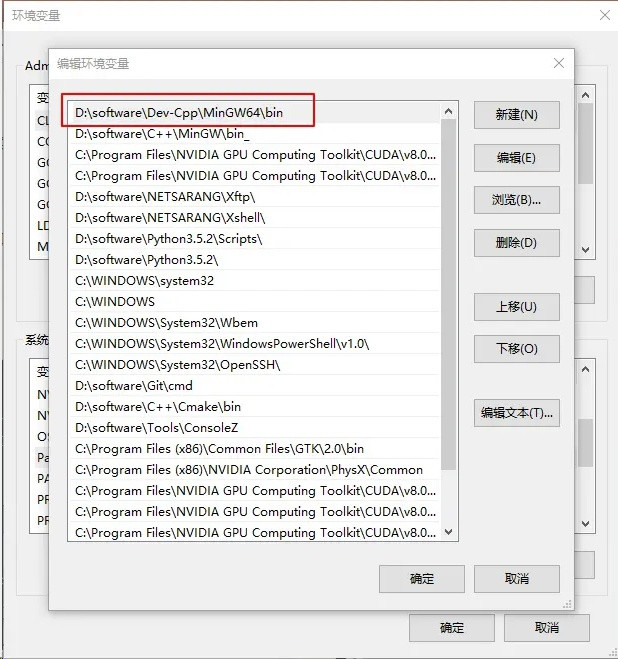 环境变量
Adm
编辑环境变量
变
CL
CC
GC
GC
GC
LD
M
D:\software\Dev-Cpp\MinGW64\bin
D:\software\C++\MinGW\bin_
C:\Program Files\NVIDIA GPU Computing Toolkit\CUDA\v8.0...
C:\Program Files\NVIDIA GPU Computing Toolkit\CUDA\v8.0...
D:\software\NETSARANG\Xftp\
D:\software\NETSARANG\Xshell\
D:\software\Python3.5.2\Scripts\
D:\software\Python3.5.2\
C:\WINDOWS\system32
C:\WINDOWS
C:\WINDOWS\System32\Wbem
C:\WINDOWS\System32\WindowsPowerShell\v1.0\
C:\WINDOWS\System32\OpenSSH\
D:\software\Git\cmd
D:\software\C++\Cmake\bin
D:\software\Tools\ConsoleZ
C:\Program Files (x86)\Common Files\GTK\2.0\bin
C:\Program Files (x86)\NVIDIA Corporation\PhysX\Common
C:\Program Files\NVIDIA GPU Computing Toolkit\CUDA\v8.0...
C:\Program Files\NVIDIA GPU Computing Toolkit\CUDA\v8.0...
C:\Program Files\NVIDIA GPU Computing Toolkit\CUDA\v8.0...
新建(N)
编辑(E)
浏览(B)...
删除(D)
上移(U)
下移(O)
编辑文本(T)...
系统
变
NV
NV
OS
Pa
PA
PR
PR
确定
取消
确定
取消